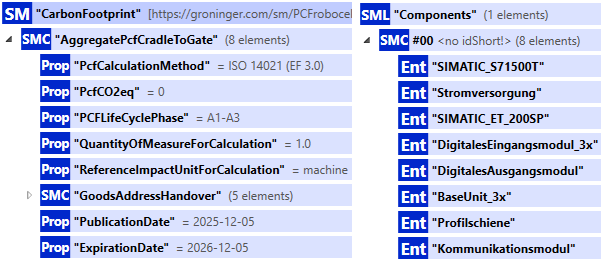 SM "CarbonFootprint" [https://groninger.com/sm/PCFrobocel
SMC "AggregatePcfCradleToGate" (8 elements)
Prop "PcfCalculationMethod" = ISO 14021 (EF 3.0)
Prop "PcfCO2eq" = 0
Prop "PCFLifeCyclePhase" = A1-A3
Prop "QuantityOfMeasureForCalculation" = 1.0
Prop "ReferenceImpactUnitForCalculation" = machine
SMC "GoodsAddressHandover" (5 elements)
Prop "PublicationDate" = 2025-12-05
Prop "ExpirationDate" = 2026-12-05
SML "Components" (1 elements)
SMC #00 <no idShort!> (8 elements)
Ent "SIMATIC_S71500T"
Ent "Stromversorgung"
Ent "SIMATIC_ET_200SP"
Ent "DigitalesEingangsmodul_3x"
Ent "DigitalesAusgangsmodul"
Ent "BaseUnit_3x"
Ent "Profilschiene"
Ent "Kommunikationsmodul"